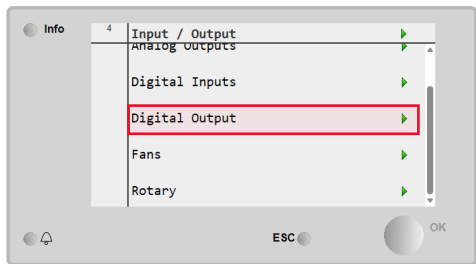 Info
4 Input / Output
Analog Outputs
Digital Inputs
Digital Output
Fans
Rotary
ESC
OK